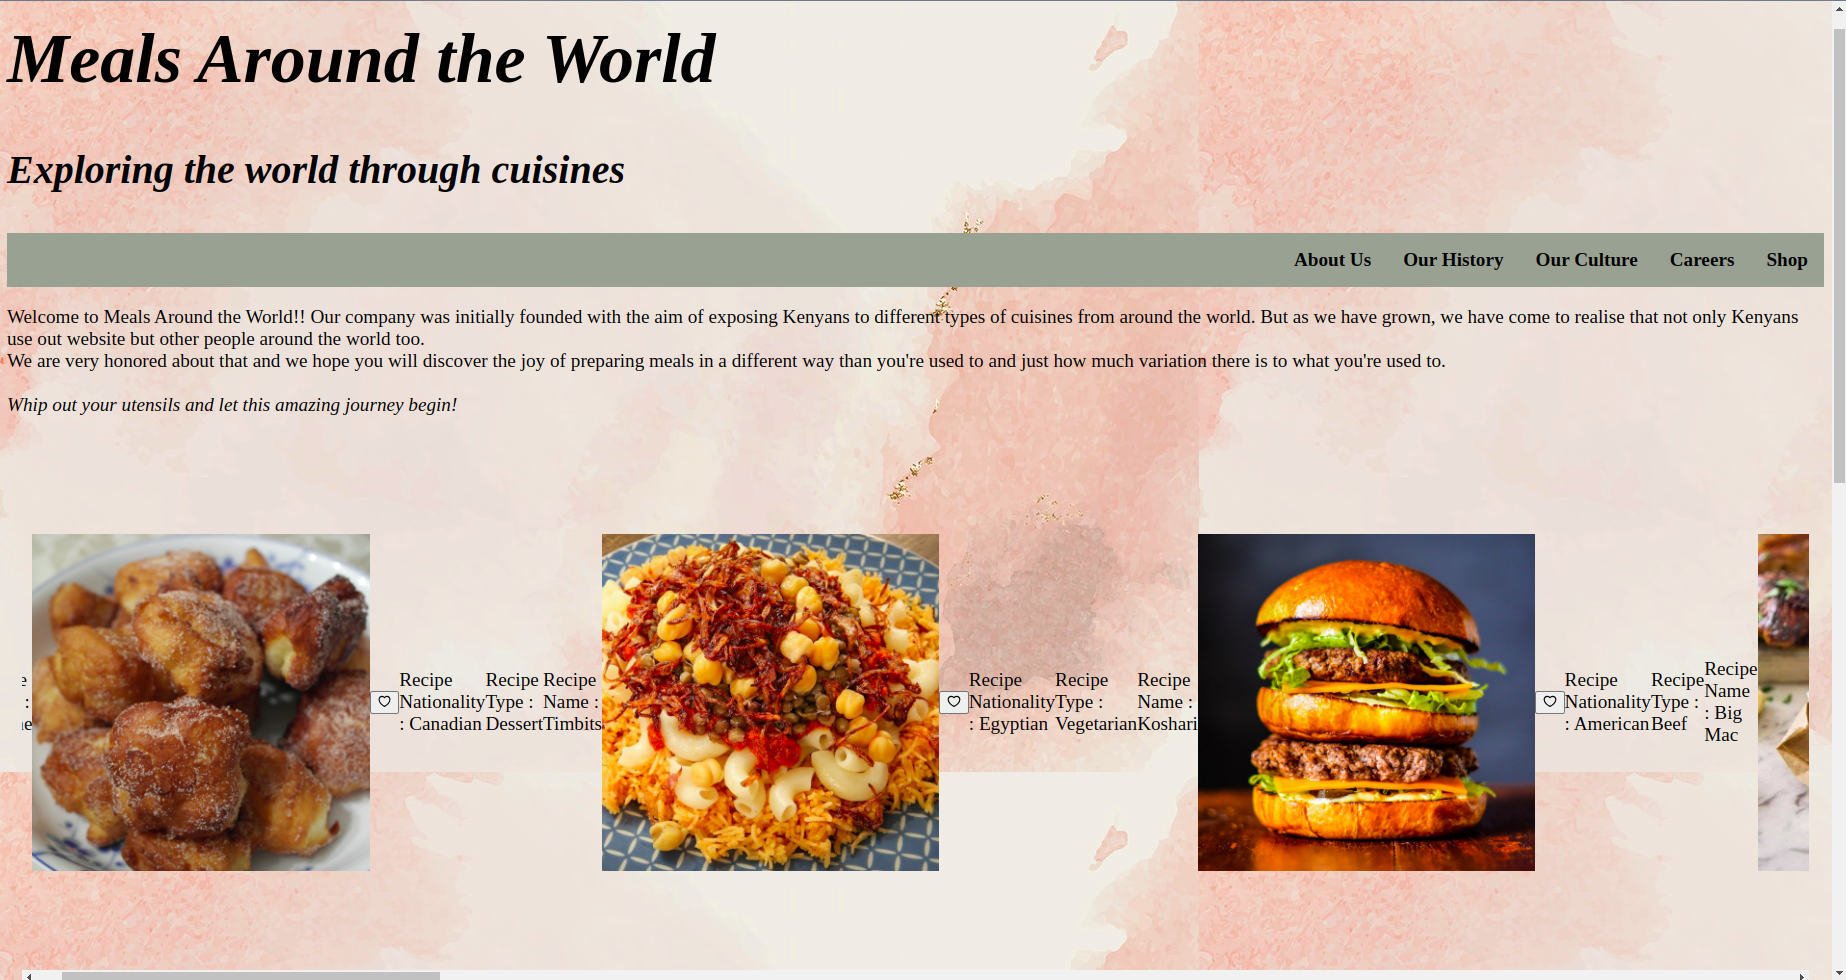 Meals Around the World
Exploring the world through cuisines
About Us Our History Our Culture Careers Shop
Welcome to Meals Around the World!! Our company was initially founded with the aim of exposing Kenyans to different types of cuisines from around the world. But as we have grown, we have come to realise that not only Kenyans
use out website but other people around the world too.
We are very honored about that and we hope you will discover the joy of preparing meals in a different way than you're used to and just how much variation there is to what you're used to.
Whip out your utensils and let this amazing journey begin!
Recipe
Nationality
: Canadian
Recipe
Type :
Dessert
Recipe
Name :
Timbits
Recipe
Nationality
: Egyptian
Recipe
Type :
Vegetarian
Recipe
Name :
Koshari
Recipe
Nationality
: American
Recipe
Type :
Beef
Recipe
Name
: Big
Mac